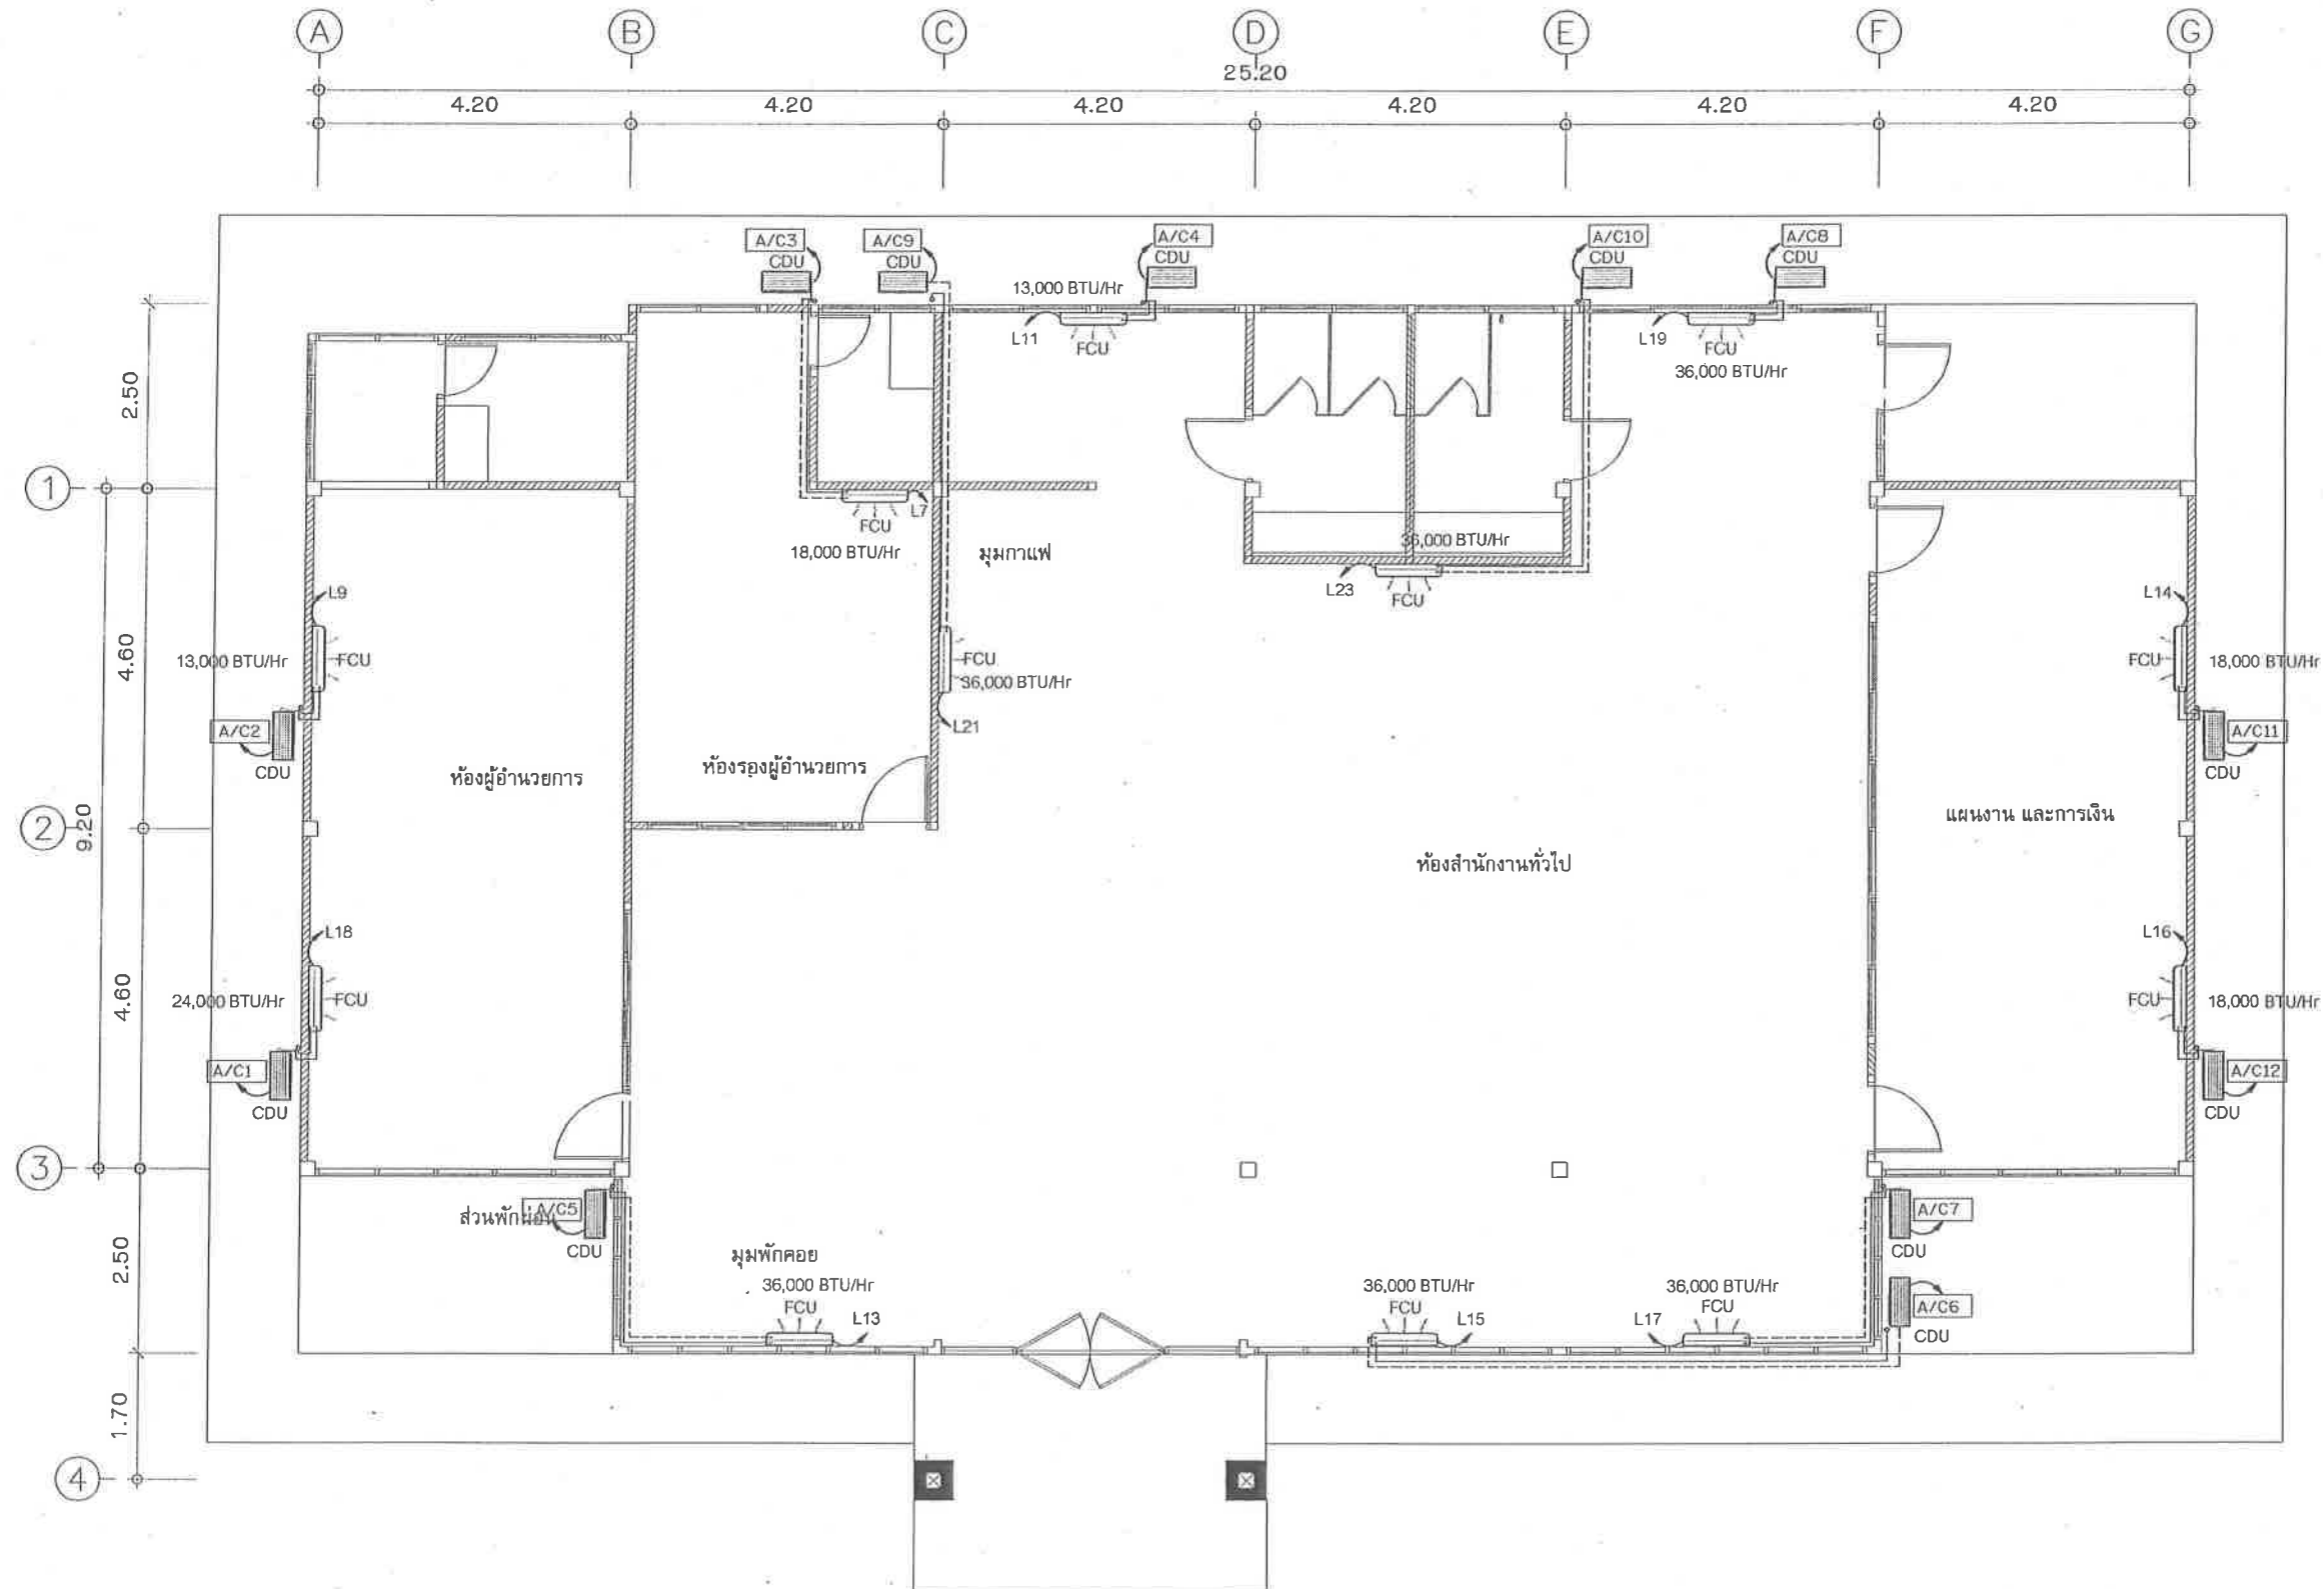 A B C D E F G
25.20
4.20 4.20 4.20 4.20 4.20 4.20
A/C3 A/C9 A/C4 A/C10 A/C8
CDU CDU CDU CDU CDU
13,000 BTU/Hr
L11 L19
FCU FCU
36,000 BTU/Hr
2.50
1
L7
FCU
18,000 BTU/Hr
มุมกาแฟ
36,000 BTU/Hr
L23
FCU
L9 L14
4.60
13,000 BTU/Hr FCU FCU FCU 18,000 BTU/Hr
36,000 BTU/Hr
L21
A/C2 A/C11
CDU CDU
ห้องผู้อำนวยการ ห้องรองผู้อำนวยการ
2
9.20
แผนงาน และการเงิน
ห้องสำนักงานทั่วไป
L18 L16
4.60
24,000 BTU/Hr FCU FCU 18,000 BTU/Hr
A/C1 A/C12
CDU CDU
3
ส่วนพักผ่อน A/C5 A/C7
CDU CDU
2.50
มุมพักคอย
36,000 BTU/Hr 36,000 BTU/Hr 36,000 BTU/Hr
FCU FCU FCU A/C6
L13 L15 L17
CDU
1.70
4